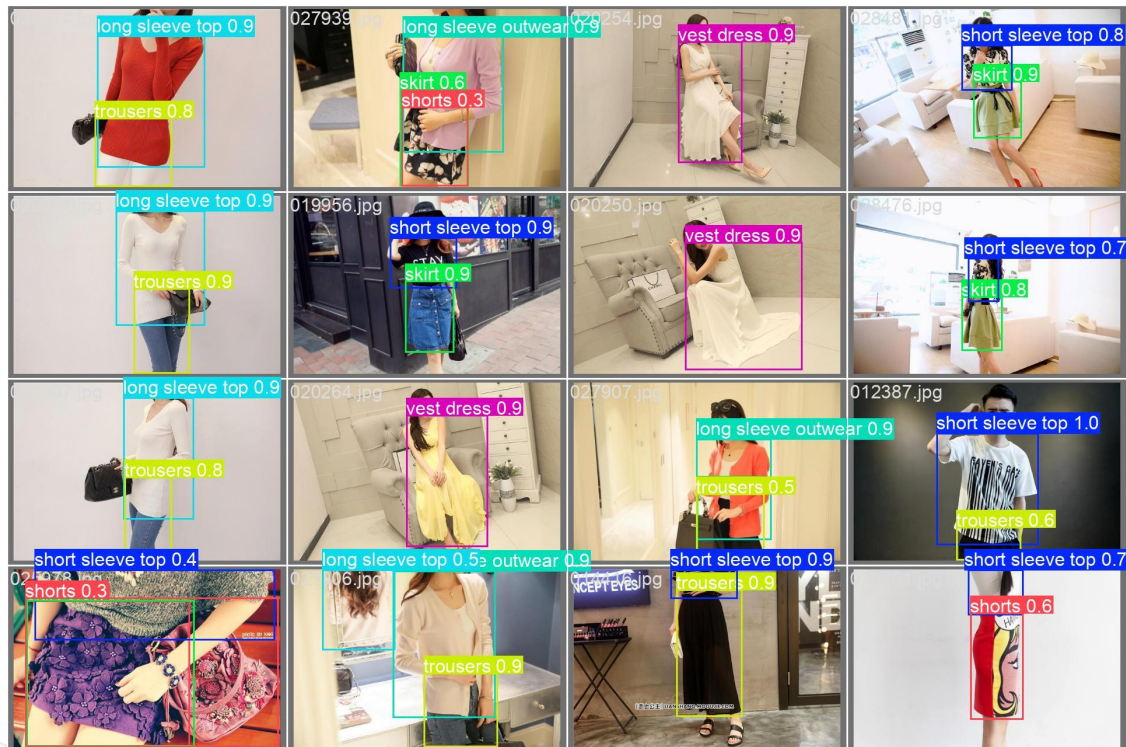 long sleeve top 0.9
trousers 0.8
027939.jpg
long sleeve outwear 0.9
skirt 0.6
shorts 0.3
020254.jpg
vest dress 0.9
028481.jpg
short sleeve top 0.8
skirt 0.9
long sleeve top 0.9
trousers 0.9
019956.jpg
short sleeve top 0.9
STAY
skirt 0.9
020250.jpg
vest dress 0.9
028476.jpg
short sleeve top 0.7
skirt 0.8
long sleeve top 0.9
trousers 0.8
020264.jpg
vest dress 0.9
027907.jpg
long sleeve outwear 0.9
trousers 0.5
012387.jpg
short sleeve top 1.0
trousers 0.6
short sleeve top 0.4
shorts 0.3
long sleeve top 0.5
e outwear 0.9
short sleeve top 0.9
NCEPT EYES
trousers 0.9
short sleeve top 0.7
shorts 0.6